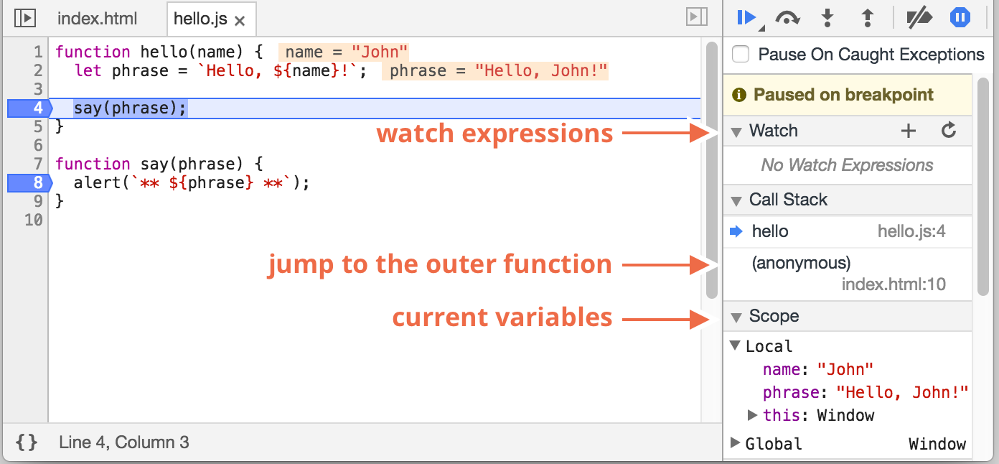 index.html
hello.js ×
1 function hello(name) { name = "John"
2 let phrase = `Hello, ${name}!`; phrase = "Hello, John!"
3
4 say(phrase);
5 }
6
7 function say(phrase) {
8 alert(`** ${phrase} **`);
9 }
10
watch expressions
jump to the outer function
current variables
{} Line 4, Column 3
Pause On Caught Exceptions
Paused on breakpoint
Watch
No Watch Expressions
Call Stack
hello hello.js:4
(anonymous)
index.html:10
Scope
Local
name: "John"
phrase: "Hello, John!"
this: Window
Global Window